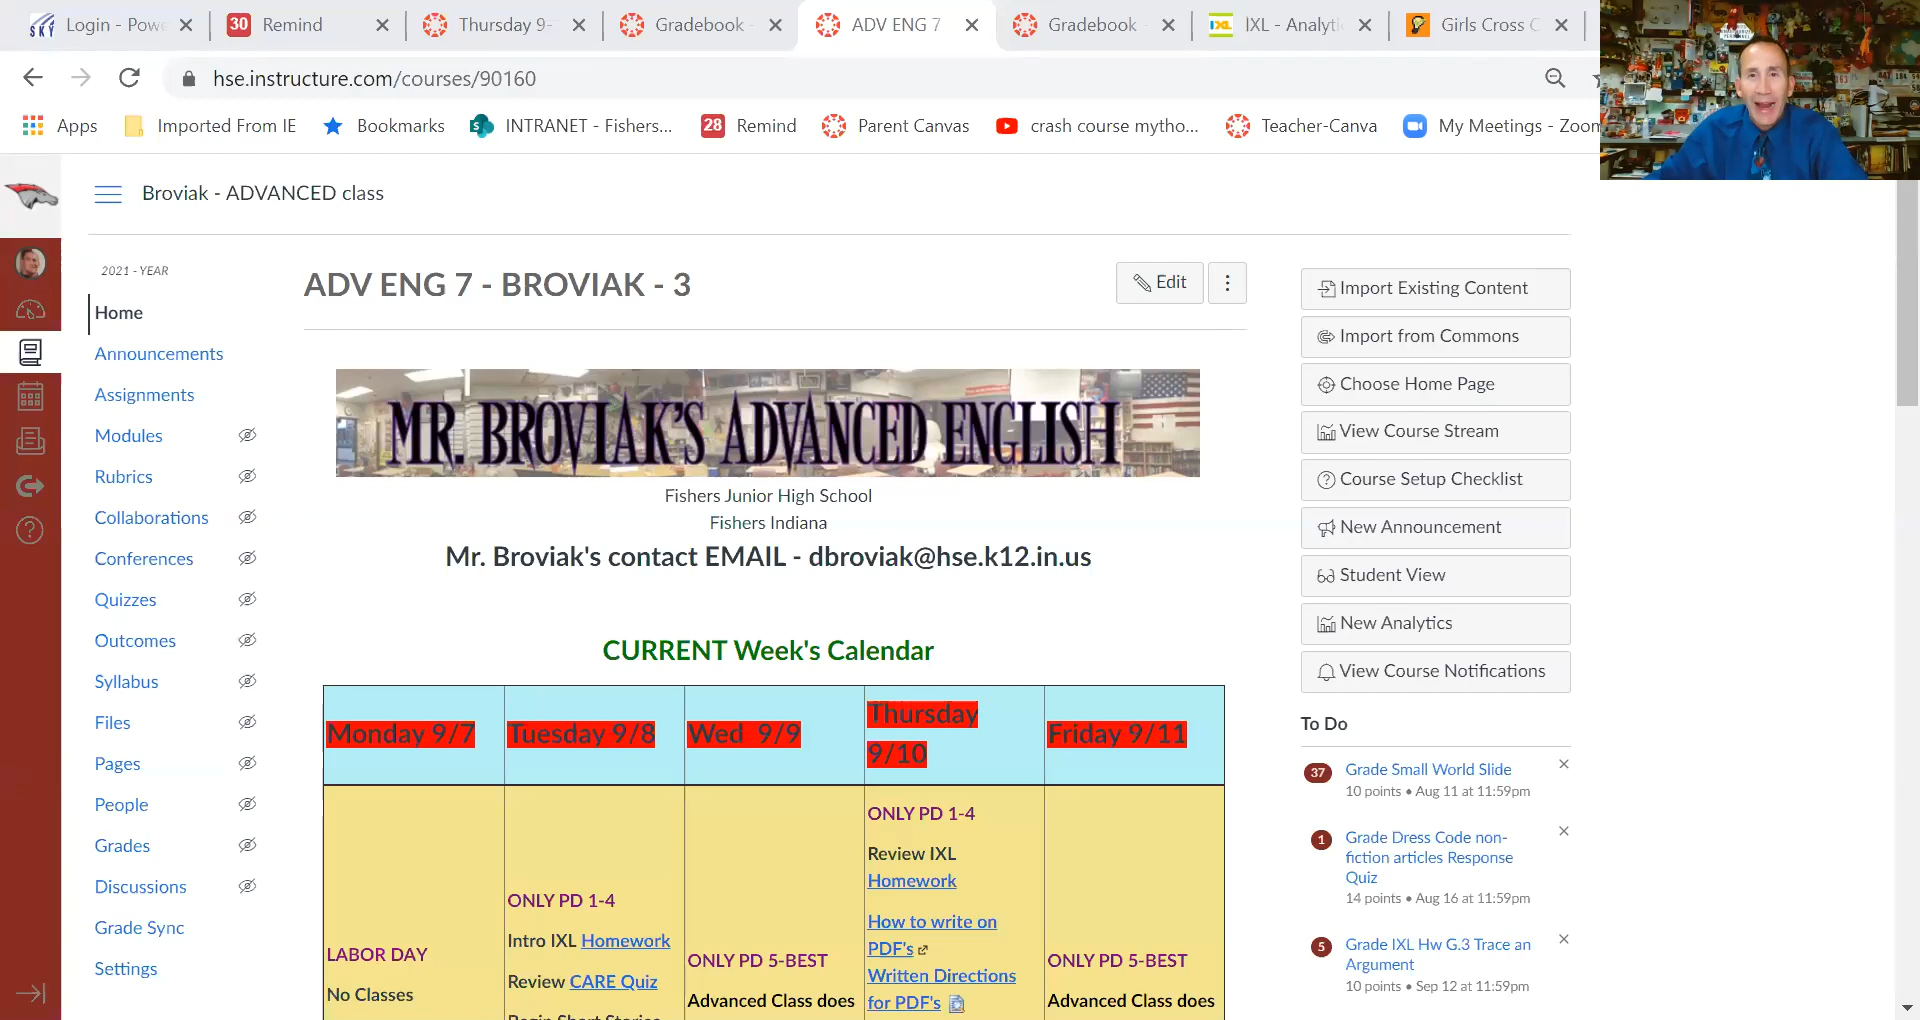 Login - Powe
30 Remind
Thursday 9-
Gradebook -
ADV ENG 7
Gradebook -
IXL IXL - Analyti
Girls Cross C
hse.instructure.com/courses/90160
Apps
Imported From IE
Bookmarks
INTRANET - Fishers...
28 Remind
Parent Canvas
crash course mytho...
Teacher-Canva
My Meetings - Zoom
Broviak - ADVANCED class
2021 - YEAR
Home
Announcements
Assignments
Modules
Rubrics
Collaborations
Conferences
Quizzes
Outcomes
Syllabus
Files
Pages
People
Grades
Discussions
Grade Sync
Settings
ADV ENG 7 - BROVIAK - 3
Edit
MR. BROVIAK'S ADVANCED ENGLISH
Fishers Junior High School
Fishers Indiana
Mr. Broviak's contact EMAIL - dbroviak@hse.k12.in.us
CURRENT Week's Calendar
Monday 9/7
Tuesday 9/8
Wed 9/9
Thursday
9/10
Friday 9/11
LABOR DAY
No Classes
ONLY PD 1-4
Intro IXL Homework
Review CARE Quiz
Begin Short Stories
ONLY PD 5-BEST
Advanced Class does
ONLY PD 1-4
Review IXL
Homework
How to write on
PDF's
Written Directions
for PDF's
ONLY PD 5-BEST
Advanced Class does
Import Existing Content
Import from Commons
Choose Home Page
View Course Stream
Course Setup Checklist
New Announcement
Student View
New Analytics
View Course Notifications
To Do
37 Grade Small World Slide
10 points • Aug 11 at 11:59pm
1 Grade Dress Code non-
fiction articles Response
Quiz
14 points • Aug 16 at 11:59pm
5 Grade IXL Hw G.3 Trace an
Argument
10 points • Sep 12 at 11:59pm